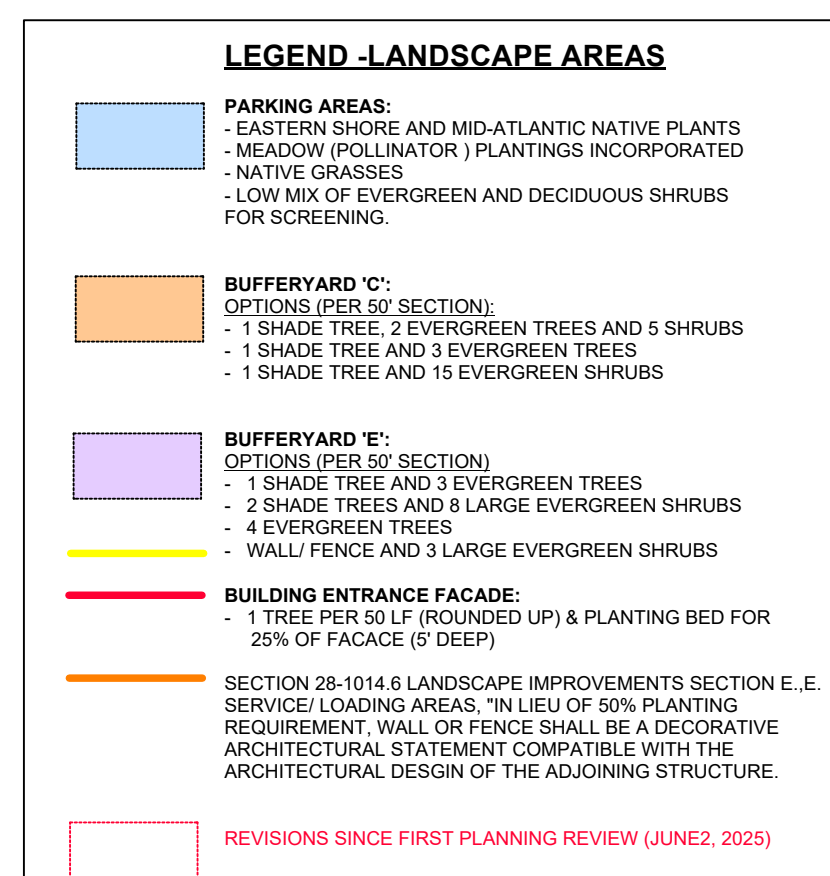 LEGEND -LANDSCAPE AREAS
PARKING AREAS:
- EASTERN SHORE AND MID-ATLANTIC NATIVE PLANTS
- MEADOW (POLLINATOR ) PLANTINGS INCORPORATED
- NATIVE GRASSES
- LOW MIX OF EVERGREEN AND DECIDUOUS SHRUBS
FOR SCREENING.
BUFFERYARD 'C':
OPTIONS (PER 50' SECTION):
- 1 SHADE TREE, 2 EVERGREEN TREES AND 5 SHRUBS
- 1 SHADE TREE AND 3 EVERGREEN TREES
- 1 SHADE TREE AND 15 EVERGREEN SHRUBS
BUFFERYARD 'E':
OPTIONS (PER 50' SECTION)
- 1 SHADE TREE AND 3 EVERGREEN TREES
- 2 SHADE TREES AND 8 LARGE EVERGREEN SHRUBS
- 4 EVERGREEN TREES
- WALL/ FENCE AND 3 LARGE EVERGREEN SHRUBS
BUILDING ENTRANCE FACADE:
- 1 TREE PER 50 LF (ROUNDED UP) & PLANTING BED FOR
25% OF FACACE (5' DEEP)
SECTION 28-1014.6 LANDSCAPE IMPROVEMENTS SECTION E.,E.
SERVICE/ LOADING AREAS, "IN LIEU OF 50% PLANTING
REQUIREMENT, WALL OR FENCE SHALL BE A DECORATIVE
ARCHITECTURAL STATEMENT COMPATIBLE WITH THE
ARCHITECTURAL DESGIN OF THE ADJOINING STRUCTURE.
REVISIONS SINCE FIRST PLANNING REVIEW (JUNE2, 2025)